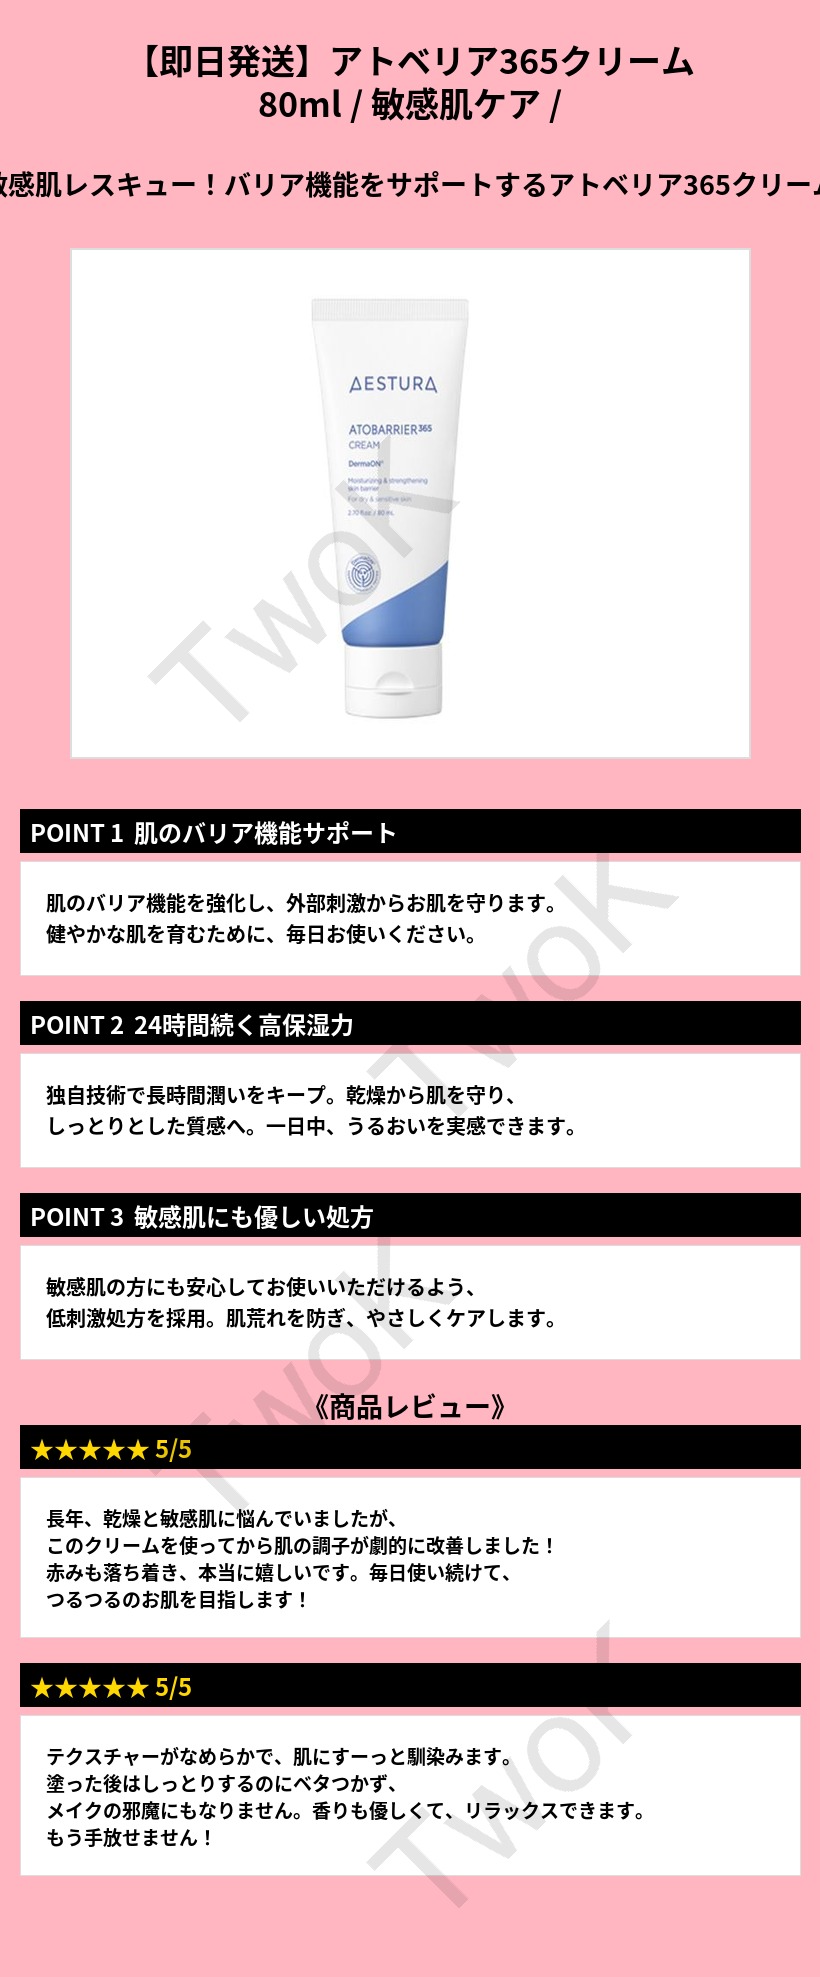 【即日発送】アトベリア365クリーム
80ml / 敏感肌ケア /
敏感肌レスキュー！バリア機能をサポートするアトベリア365クリーム
AESTURA
ATOBARRIER365
CREAM
DermaON®
Moisturizing & strengthening
skin barrier
For dry & sensitive skin
2.70 fl.oz / 80 mL
TwoK
POINT 1 肌のバリア機能サポート
肌のバリア機能を強化し、外部刺激からお肌を守ります。
健やかな肌を育むために、毎日お使いください。
TwoK
POINT 2 24時間続く高保湿力
独自技術で長時間潤いをキープ。乾燥から肌を守り、
しっとりとした質感へ。一日中、うるおいを実感できます。
POINT 3 敏感肌にも優しい処方
敏感肌の方にも安心してお使いいただけるよう、
低刺激処方を採用。肌荒れを防ぎ、やさしくケアします。
TwoK
《商品レビュー》
★★★★★ 5/5
長年、乾燥と敏感肌に悩んでいましたが、
このクリームを使ってから肌の調子が劇的に改善しました！
赤みも落ち着き、本当に嬉しいです。毎日使い続けて、
つるつるのお肌を目指します！
★★★★★ 5/5
テクスチャーがなめらかで、肌にすーっと馴染みます。
塗った後はしっとりするのにベタつかず、
メイクの邪魔にもなりません。香りも優しくて、リラックスできます。
もう手放せません！
TwoK